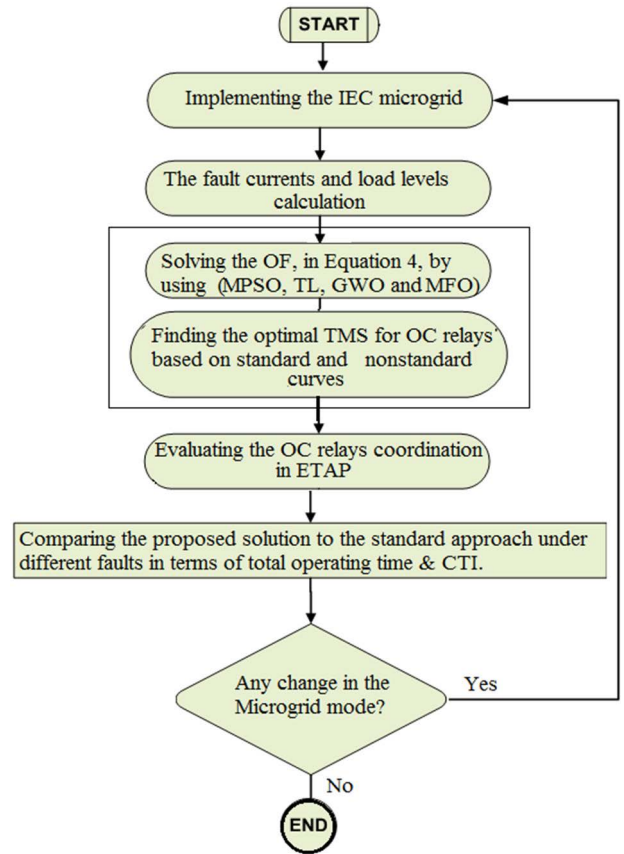 START
Implementing the IEC microgrid
The fault currents and load levels
calculation
Solving the OF, in Equation 4, by
using (MPSO, TL, GWO and MFO)
Finding the optimal TMS for OC relays
based on standard and nonstandard
curves
Evaluating the OC relays coordination
in ETAP
Comparing the proposed solution to the standard approach under
different faults in terms of total operating time & CTI.
Any change in the
Microgrid mode?
Yes
No
END